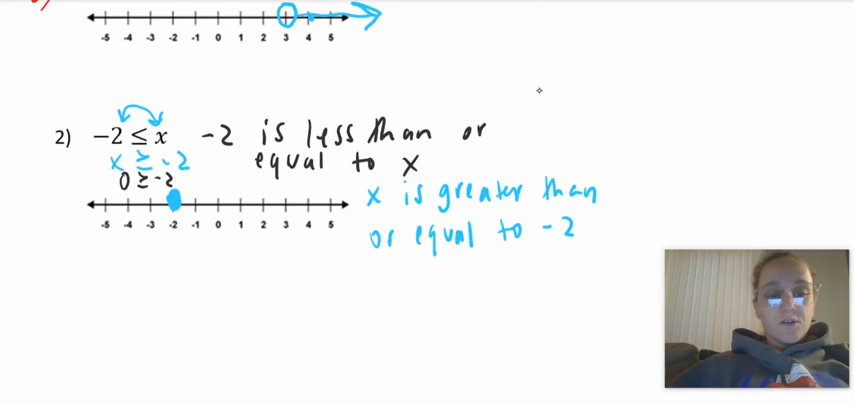 -5 -4 -3 -2 -1 0 1 2 3 4 5
2) −2 ≤ x -2 is less than or
equal to x
x ≥ -2
0 ≥ -2
x is greater than
or equal to -2
-5 -4 -3 -2 -1 0 1 2 3 4 5